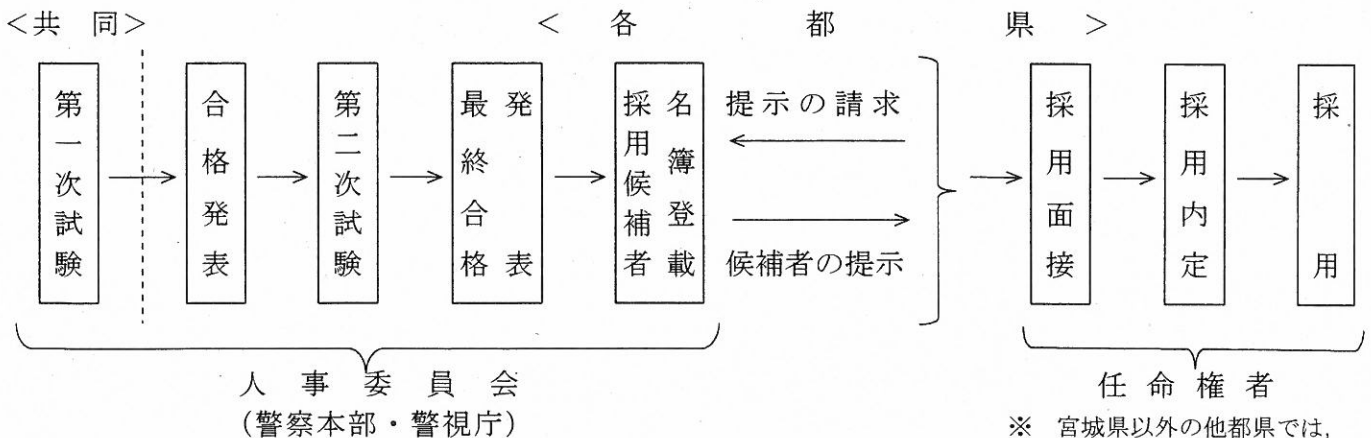 <共 同>
<各 都 県>
第一次試験
合格発表
第二次試験
最終合格
発表
採用候補者
名簿登載
提示の請求
候補者の提示
採用面接
採用内定
採用
人事委員会
(警察本部・警視庁)
任命権者
※ 宮城県以外の他都県では,